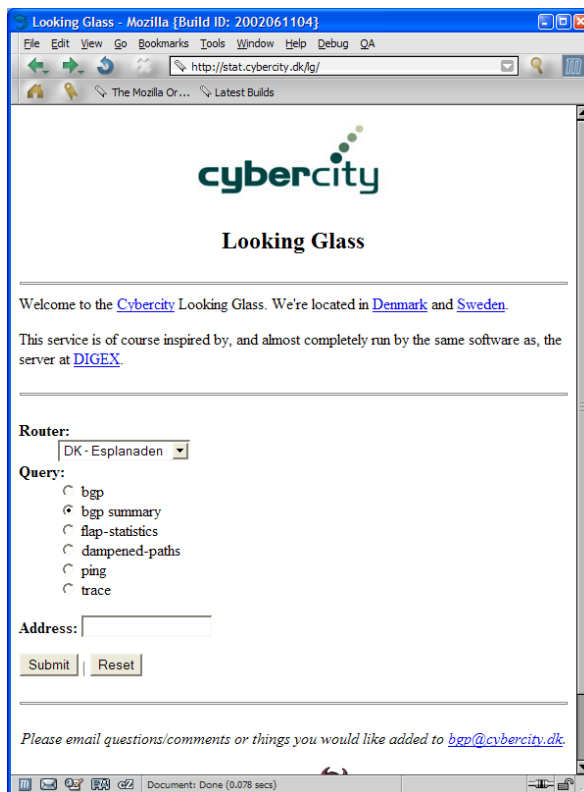 Looking Glass - Mozilla {Build ID: 2002061104}
File Edit View Go Bookmarks Tools Window Help Debug QA
http://stat.cybercity.dk/lg/
The Mozilla Or... Latest Builds
cybercity
Looking Glass
Welcome to the Cybercity Looking Glass. We're located in Denmark and Sweden.
This service is of course inspired by, and almost completely run by the same software as, the
server at DIGEX.
Router:
DK - Esplanaden
Query:
bgp
bgp summary
flap-statistics
dampened-paths
ping
trace
Address:
Submit | Reset
Please email questions/comments or things you would like added to bgp@cybercity.dk.
Document: Done (0.078 secs)